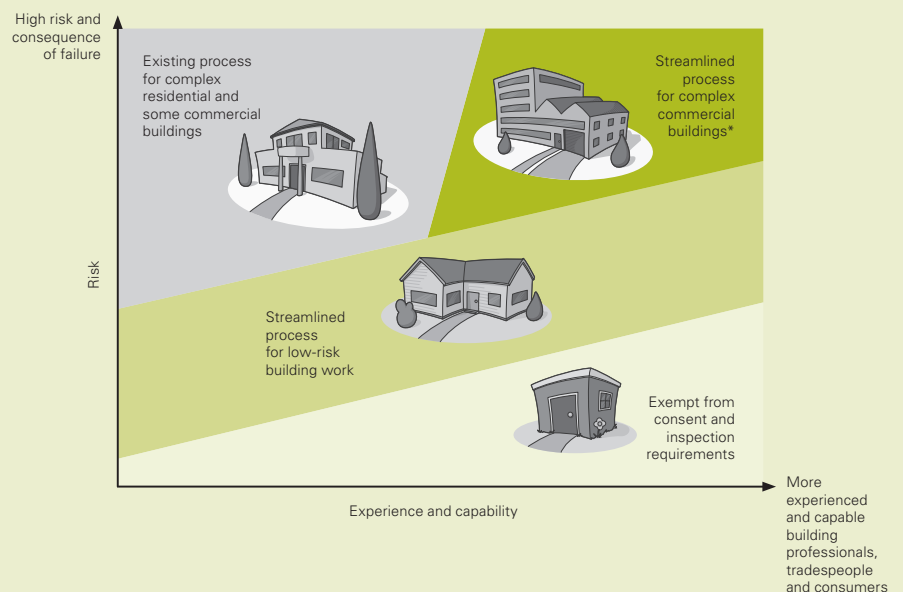 High risk and
consequence
of failure
Existing process
for complex
residential and
some commercial
buildings
Streamlined
process
for complex
commercial
buildings*
Risk
Streamlined
process
for low-risk
building work
Exempt from
consent and
inspection
requirements
Experience and capability
More
experienced
and capable
building
professionals,
tradespeople
and consumers